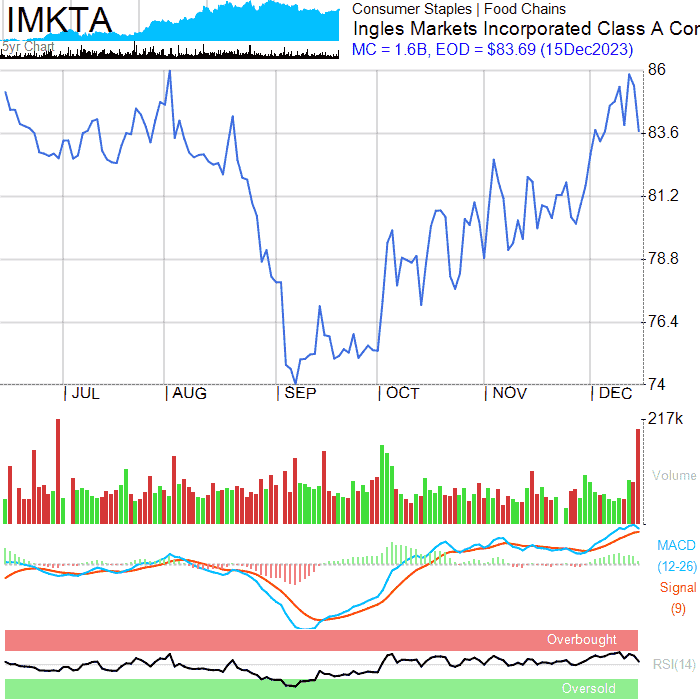 IMKTA
5yr Chart
Consumer Staples | Food Chains
Ingles Markets Incorporated Class A Cor
MC = 1.6B, EOD = $83.69 (15Dec2023)
86
83.6
81.2
78.8
76.4
74
JUL AUG SEP OCT NOV DEC
217k
Volume
MACD
(12-26)
Signal
(9)
Overbought
RSI(14)
Oversold